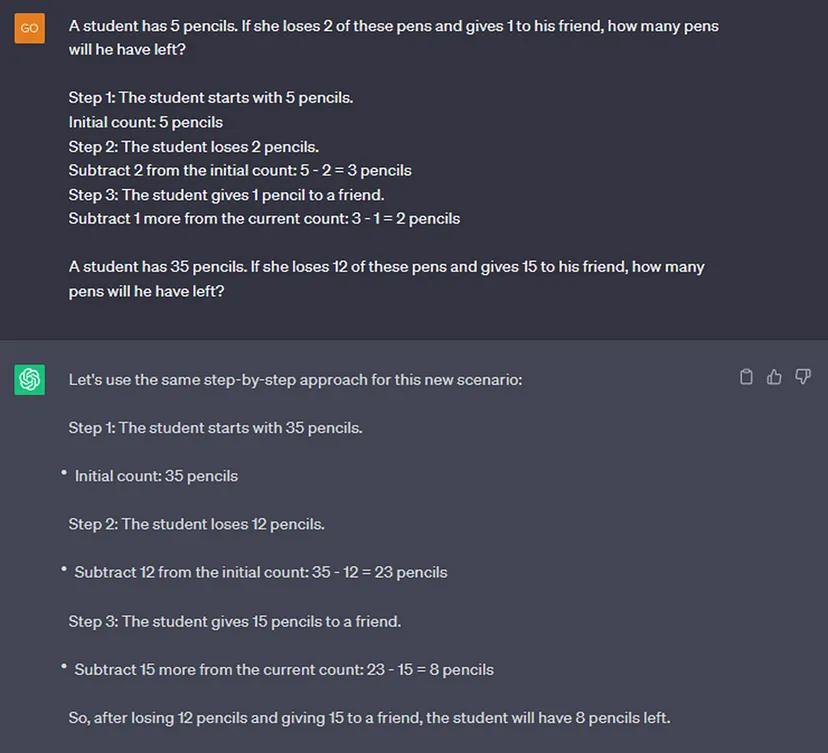 GO
A student has 5 pencils. If she loses 2 of these pens and gives 1 to his friend, how many pens
will he have left?
Step 1: The student starts with 5 pencils.
Initial count: 5 pencils
Step 2: The student loses 2 pencils.
Subtract 2 from the initial count: 5 - 2 = 3 pencils
Step 3: The student gives 1 pencil to a friend.
Subtract 1 more from the current count: 3 - 1 = 2 pencils
A student has 35 pencils. If she loses 12 of these pens and gives 15 to his friend, how many
pens will he have left?
Let's use the same step-by-step approach for this new scenario:
Step 1: The student starts with 35 pencils.
• Initial count: 35 pencils
Step 2: The student loses 12 pencils.
• Subtract 12 from the initial count: 35 - 12 = 23 pencils
Step 3: The student gives 15 pencils to a friend.
• Subtract 15 more from the current count: 23 - 15 = 8 pencils
So, after losing 12 pencils and giving 15 to a friend, the student will have 8 pencils left.